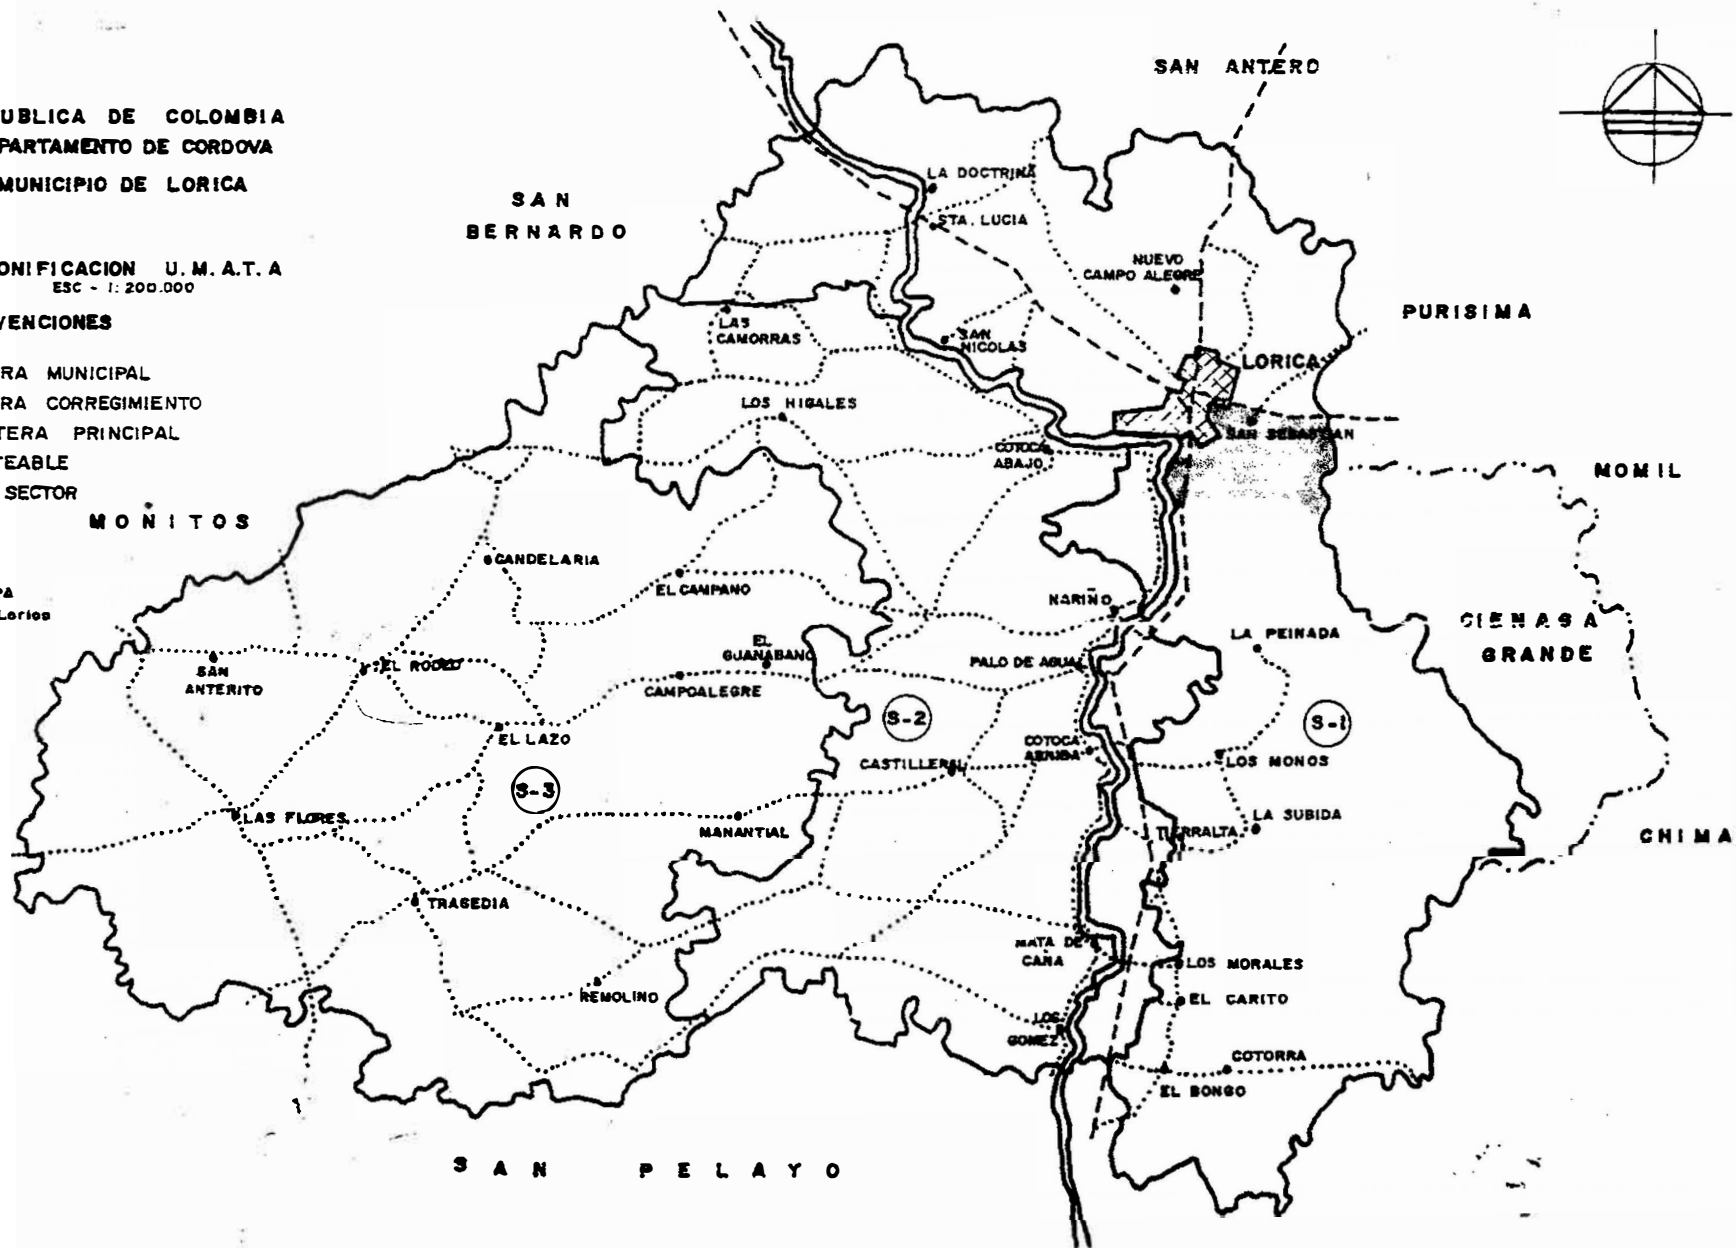 UBLICA DE COLOMBIA
PARTAMENTO DE CORDOVA
MUNICIPIO DE LORICA
ONIFICACION U. M. A. T. A
ESC - 1: 200.000
VENCIONES
RA MUNICIPAL
RA CORREGIMIENTO
TERA PRINCIPAL
TEABLE
SECTOR
PA
Lorica
SAN ANTERO
SAN
BERNARDO
LA DOCTRINA
STA. LUCIA
NUEVO
CAMPO ALEGRE
PURISIMA
LAS
CAMORRAS
SAN
NICOLAS
LORICA
LOS HIGALES
COTOCA
ABAJO
SAN SEBASTIAN
MOMIL
MOÑITOS
CANDELARIA
EL CAMPANO
NARIÑO
CIENAGA
GRANDE
LA PEINADA
EL
GUANABANO
SAN
ANTERITO
EL RODEO
PALO DE AGUA
CAMPOALEGRE
S-2
S-1
EL LAZO
COTOCA
ARRIBA
CASTILLERAL
LOS MONOS
S-3
LAS FLORES
MANANTIAL
TIERRALTA
LA SUBIDA
CHIMA
TRAGEDIA
MATA DE
CAÑA
LOS MORALES
REMOLINO
EL CARITO
LOS
GOMEZ
COTORRA
EL BONGO
SAN PELAYO